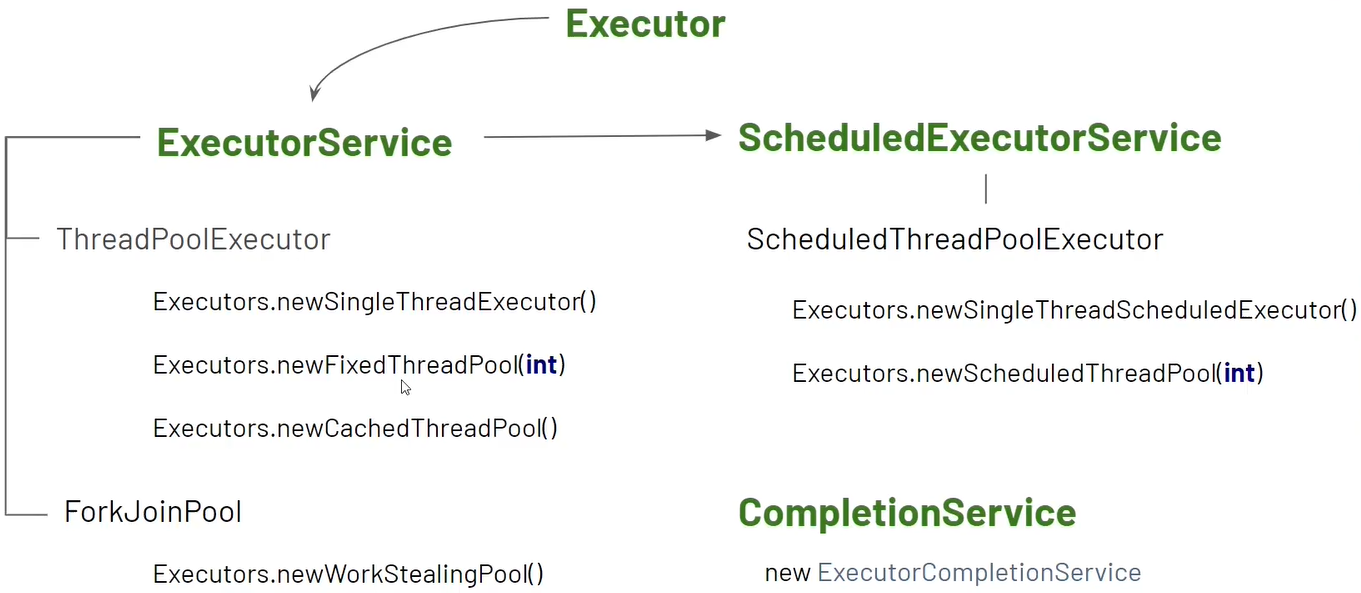 Executor
ExecutorService
ScheduledExecutorService
ThreadPoolExecutor
ScheduledThreadPoolExecutor
Executors.newSingleThreadExecutor()
Executors.newSingleThreadScheduledExecutor()
Executors.newFixedThreadPool(int)
Executors.newScheduledThreadPool(int)
Executors.newCachedThreadPool()
ForkJoinPool
CompletionService
Executors.newWorkStealingPool()
new ExecutorCompletionService